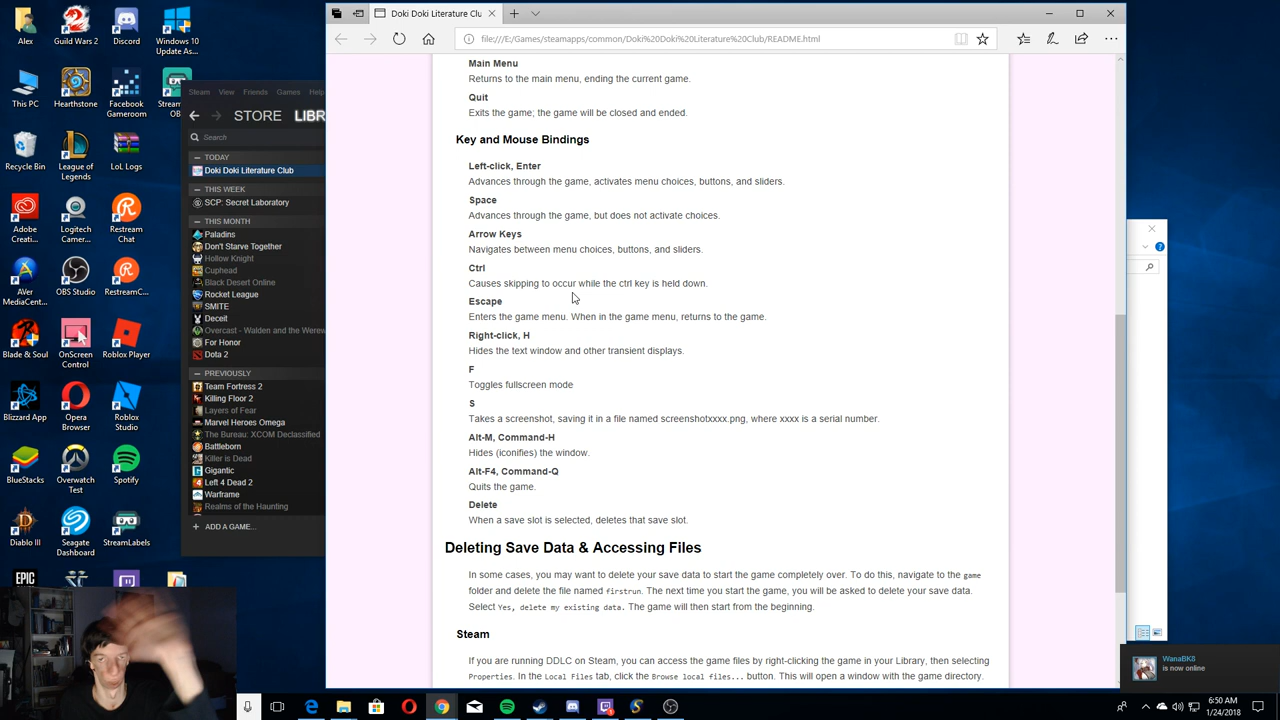 Doki Doki Literature Clu
file:///E:/Games/steamapps/common/Doki%20Doki%20Literature%20Club/README.html
Alex
Guild Wars 2
Discord
Windows 10
Update As...
This PC
Hearthstone
Facebook
Gameroom
Stream
OB
Recycle Bin
League of
Legends
LoL Logs
Adobe
Creati...
Logitech
Camer...
Restream
Chat
AVer
MediaCent...
OBS Studio
RestreamC...
Blade & Soul
OnScreen
Control
Roblox Player
Blizzard App
Opera
Browser
Roblox
Studio
BlueStacks
Overwatch
Test
Spotify
Diablo III
Seagate
Dashboard
StreamLabels
EPIC
Steam View Friends Games Help
STORE LIBR
Search
TODAY
Doki Doki Literature Club
THIS WEEK
SCP: Secret Laboratory
THIS MONTH
Paladins
Don't Starve Together
Hollow Knight
Cuphead
Black Desert Online
Rocket League
SMITE
Deceit
Overcast - Walden and the Werew
For Honor
Dota 2
PREVIOUSLY
Team Fortress 2
Killing Floor 2
Layers of Fear
Marvel Heroes Omega
The Bureau: XCOM Declassified
Battleborn
Killer is Dead
Gigantic
Left 4 Dead 2
Warframe
Realms of the Haunting
+ ADD A GAME...
Main Menu
Returns to the main menu, ending the current game.
Quit
Exits the game; the game will be closed and ended.
Key and Mouse Bindings
Left-click, Enter
Advances through the game, activates menu choices, buttons, and sliders.
Space
Advances through the game, but does not activate choices.
Arrow Keys
Navigates between menu choices, buttons, and sliders.
Ctrl
Causes skipping to occur while the ctrl key is held down.
Escape
Enters the game menu. When in the game menu, returns to the game.
Right-click, H
Hides the text window and other transient displays.
F
Toggles fullscreen mode
S
Takes a screenshot, saving it in a file named screenshotxxxx.png, where xxxx is a serial number.
Alt-M, Command-H
Hides (iconifies) the window.
Alt-F4, Command-Q
Quits the game.
Delete
When a save slot is selected, deletes that save slot.
Deleting Save Data & Accessing Files
In some cases, you may want to delete your save data to start the game completely over. To do this, navigate to the game
folder and delete the file named firstrun. The next time you start the game, you will be asked to delete your save data.
Select Yes, delete my existing data. The game will then start from the beginning.
Steam
If you are running DDLC on Steam, you can access the game files by right-clicking the game in your Library, then selecting
Properties. In the Local Files tab, click the Browse local files... button. This will open a window with the game directory.
WanaBK8
is now online
6:50 AM
1/24/2018